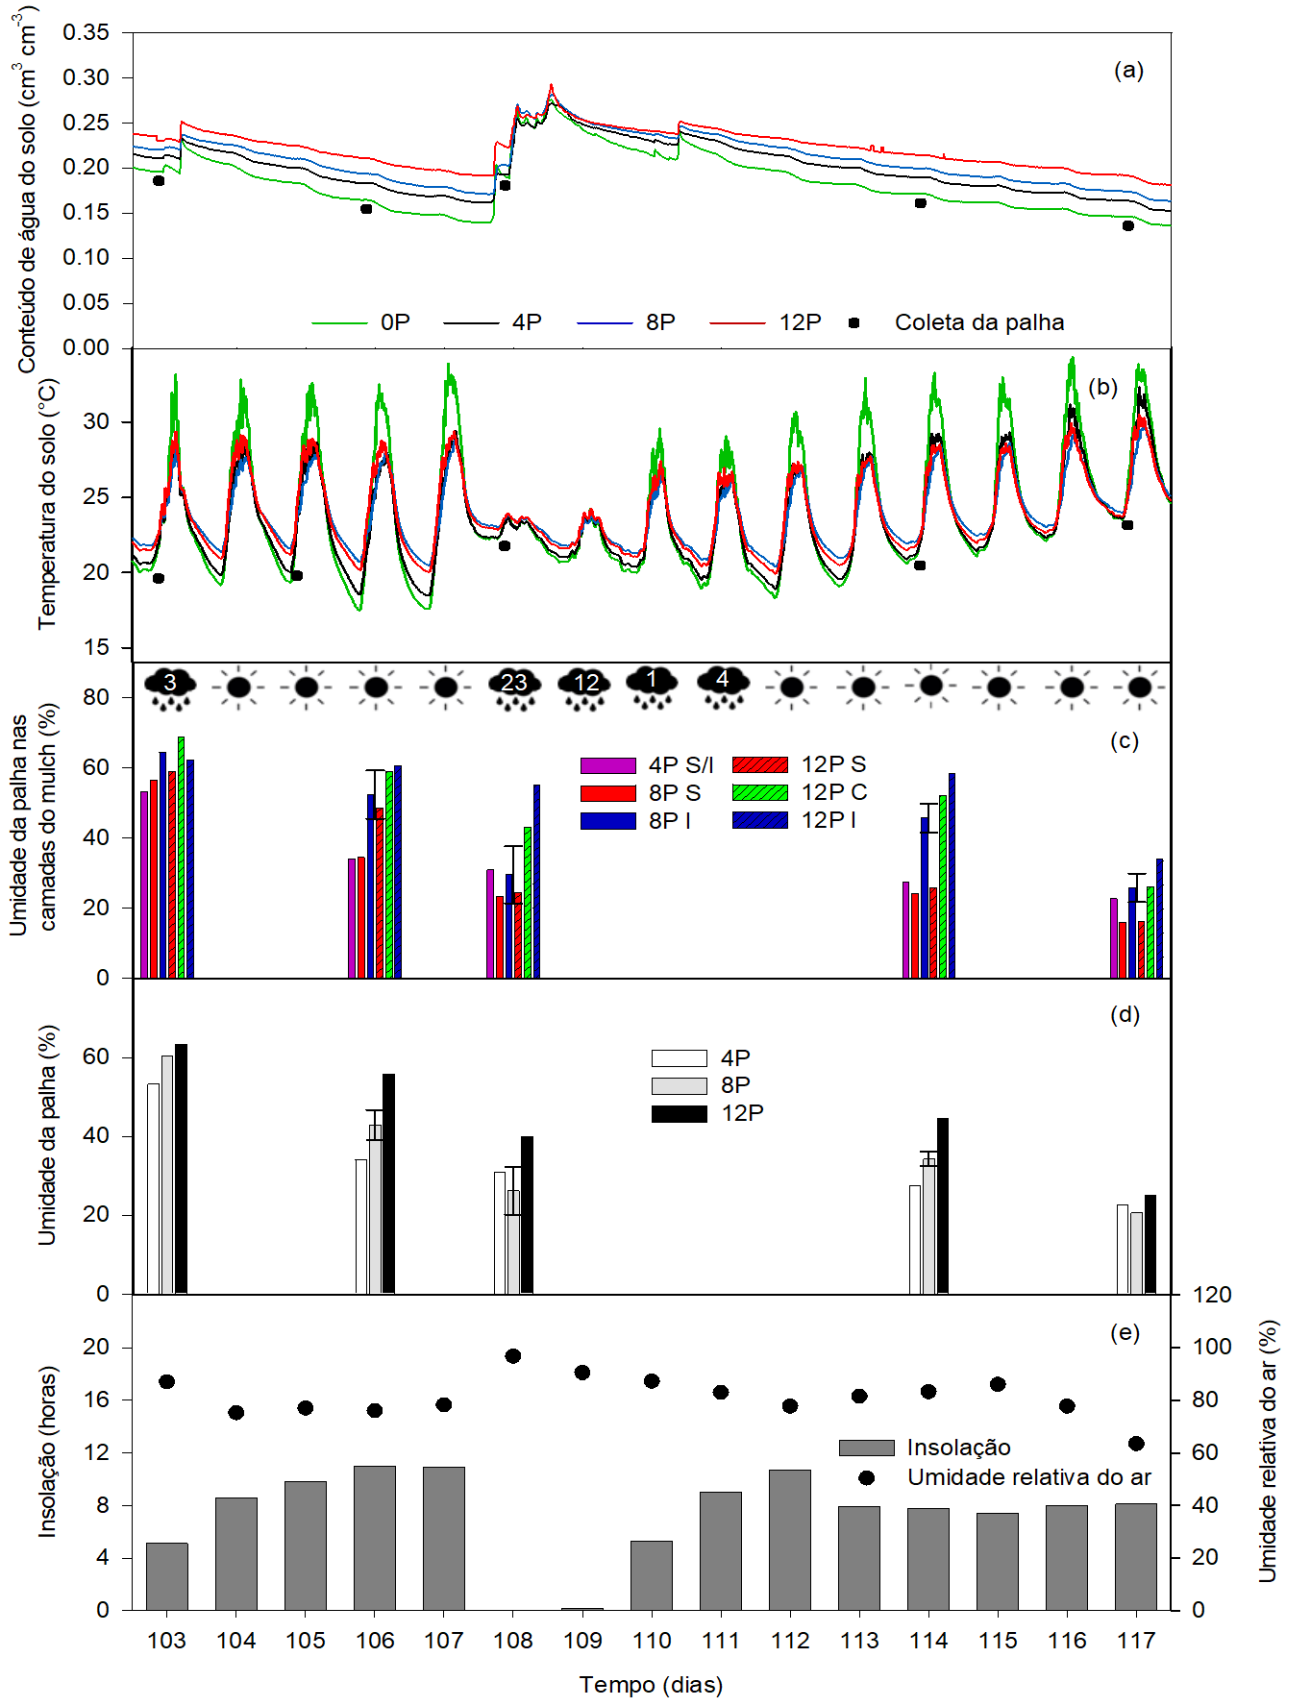 Conteúdo de água do solo (cm³ cm⁻³)
0.35
0.30
0.25
0.20
0.15
0.10
0.05
0.00
(a)
0P
4P
8P
12P
Coleta da palha
Temperatura do solo (°C)
30
25
20
15
(b)
3
23
12
1
4
Umidade da palha nas
camadas do mulch (%)
80
60
40
20
0
(c)
4P S/I
8P S
8P I
12P S
12P C
12P I
Umidade da palha (%)
60
40
20
0
(d)
4P
8P
12P
Insolação (horas)
20
16
12
8
4
0
(e)
Insolação
Umidade relativa do ar
120
100
80
60
40
20
0
Umidade relativa do ar (%)
103 104 105 106 107 108 109 110 111 112 113 114 115 116 117
Tempo (dias)